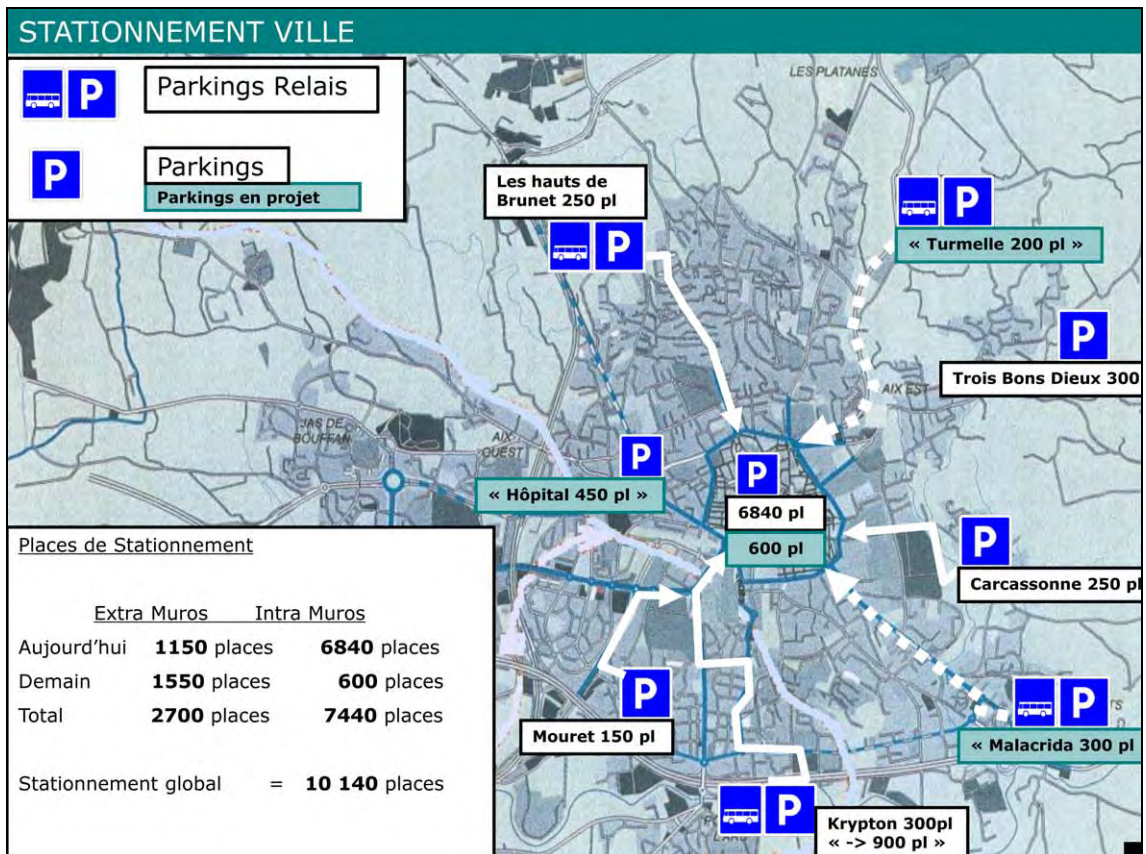 STATIONNEMENT VILLE
P
Parkings Relais
P
Parkings
Parkings en projet
LES PLATANES
Les hauts de
Brunet 250 pl
P
P
« Turmelle 200 pl »
P
Trois Bons Dieux 300
AIX EST
JAS DE
BOUFFAN
AIX
OUEST
P
« Hôpital 450 pl »
P
6840 pl
600 pl
P
Carcassonne 250 pl
Places de Stationnement
Extra Muros Intra Muros
Aujourd’hui 1150 places 6840 places
Demain 1550 places 600 places
Total 2700 places 7440 places
Stationnement global = 10 140 places
P
Mouret 150 pl
P
« Malacrida 300 pl
P
Krypton 300pl
« -> 900 pl »